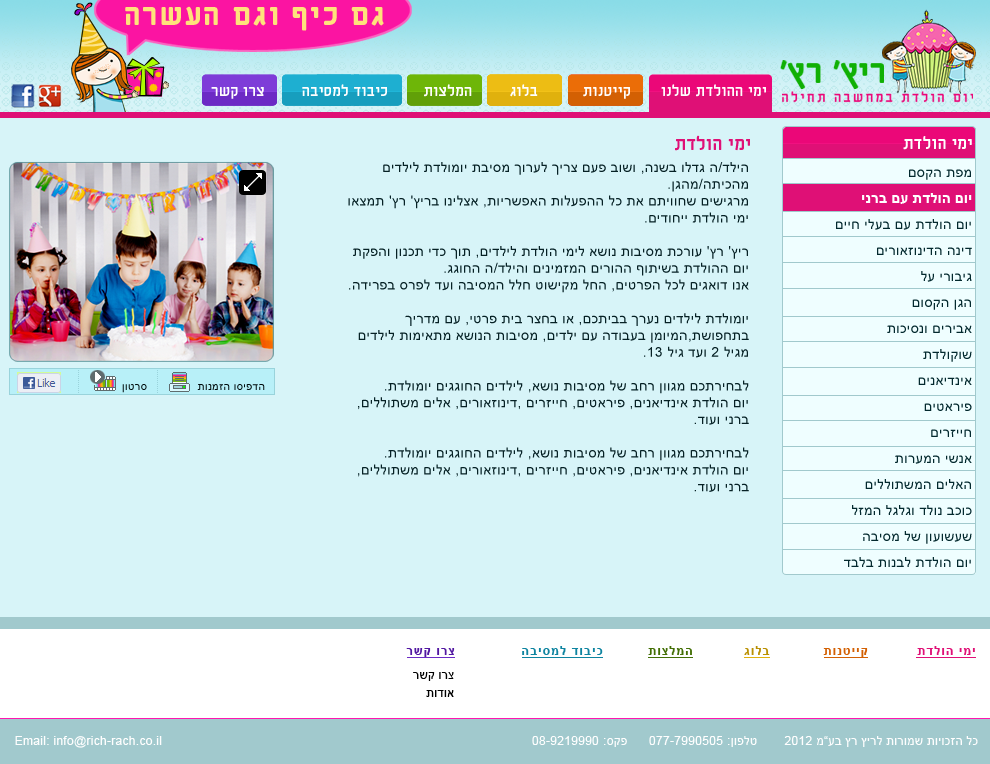 גם כיף וגם העשרה
ריץ' רץ'
יום הולדת במחשבה תחילה
ימי ההולדת שלנו
קייטנות
בלוג
המלצות
כיבוד למסיבה
צרו קשר
ימי הולדת
מפת הקסם
יום הולדת עם ברני
יום הולדת עם בעלי חיים
דינה הדינוזאורים
גיבורי על
הגן הקסום
אבירים ונסיכות
שוקולדת
אינדיאנים
פיראטים
חייזרים
אנשי המערות
האלים המשתוללים
כוכב נולד וגלגל המזל
שעשועון של מסיבה
יום הולדת לבנות בלבד
ימי הולדת
הילד/ה גדלו בשנה, ושוב פעם צריך לערוך מסיבת יומולדת לילדים
מהכיתה/מהגן.
מרגישים שחוויתם את כל ההפעלות האפשריות, אצלינו בריץ' רץ' תמצאו
ימי הולדת ייחודים.
ריץ' רץ' עורכת מסיבות נושא לימי הולדת לילדים, תוך כדי תכנון והפקת
יום ההולדת בשיתוף ההורים המזמינים והילד/ה החוגג.
אנו דואגים לכל הפרטים, החל מקישוט חלל המסיבה ועד לפרס בפרידה.
יומולדת לילדים נערך בביתכם, או בחצר בית פרטי, עם מדריך
בתחפושת,המיומן בעבודה עם ילדים, מסיבות הנושא מתאימות לילדים
מגיל 2 ועד גיל 13.
לבחירתכם מגוון רחב של מסיבות נושא, לילדים החוגגים יומולדת.
יום הולדת אינדיאנים, פיראטים, חייזרים ,דינוזאורים, אלים משתוללים,
ברני ועוד.
לבחירתכם מגוון רחב של מסיבות נושא, לילדים החוגגים יומולדת.
יום הולדת אינדיאנים, פיראטים, חייזרים ,דינוזאורים, אלים משתוללים,
ברני ועוד.
הדפיסו הזמנות
סרטון
Like
ימי הולדת
קייטנות
בלוג
המלצות
כיבוד למסיבה
צרו קשר
צרו קשר
אודות
כל הזכויות שמורות לריץ רץ בע"מ 2012
טלפון: 077-7990505
פקס: 08-9219990
Email: info@rich-rach.co.il